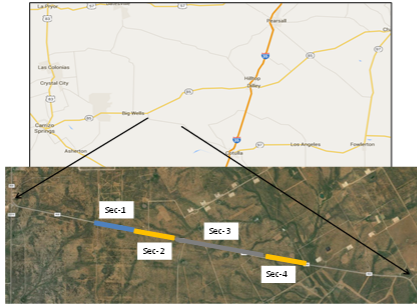 La Pryor
Pearsall
Las Colonias
Crystal City
Hilltop
Dilley
Big Wells
Carrizo
Springs
Asherton
Cotulla
Los Angeles
Fowlerton
Sec-1
Sec-3
Sec-2
Sec-4